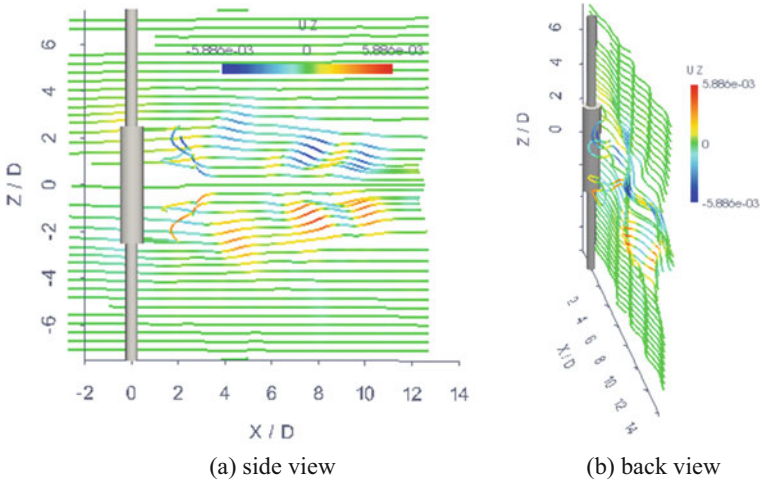 U Z
-5.886e-03 0 5.886e-03
Z / D
6
4
2
0
-2
-4
-6
-2 0 2 4 6 8 10 12 14
X / D
(a) side view
6
4
2
0
Z / D
U Z
5.886e-03
0
-5.886e-03
2
4
6
8
10
12
14
X / D
(b) back view